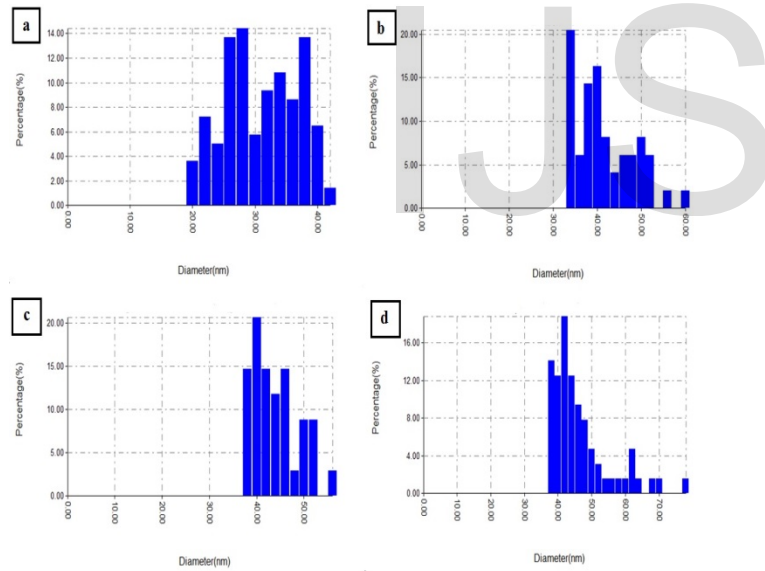 a
14.00
12.00
10.00
8.00
6.00
4.00
2.00
0.00
Percentage(%)
0.00 10.00 20.00 30.00 40.00
Diameter(nm)
b
20.00
15.00
10.00
5.00
0.00
Percentage(%)
0.00 10.00 20.00 30.00 40.00 50.00 60.00
Diameter(nm)
IJS
c
20.00
15.00
10.00
5.00
0.00
Percentage(%)
0.00 10.00 20.00 30.00 40.00 50.00
Diameter(nm)
d
16.00
12.00
8.00
4.00
0.00
Percentage(%)
0.00 10.00 20.00 30.00 40.00 50.00 60.00 70.00
Diameter(nm)